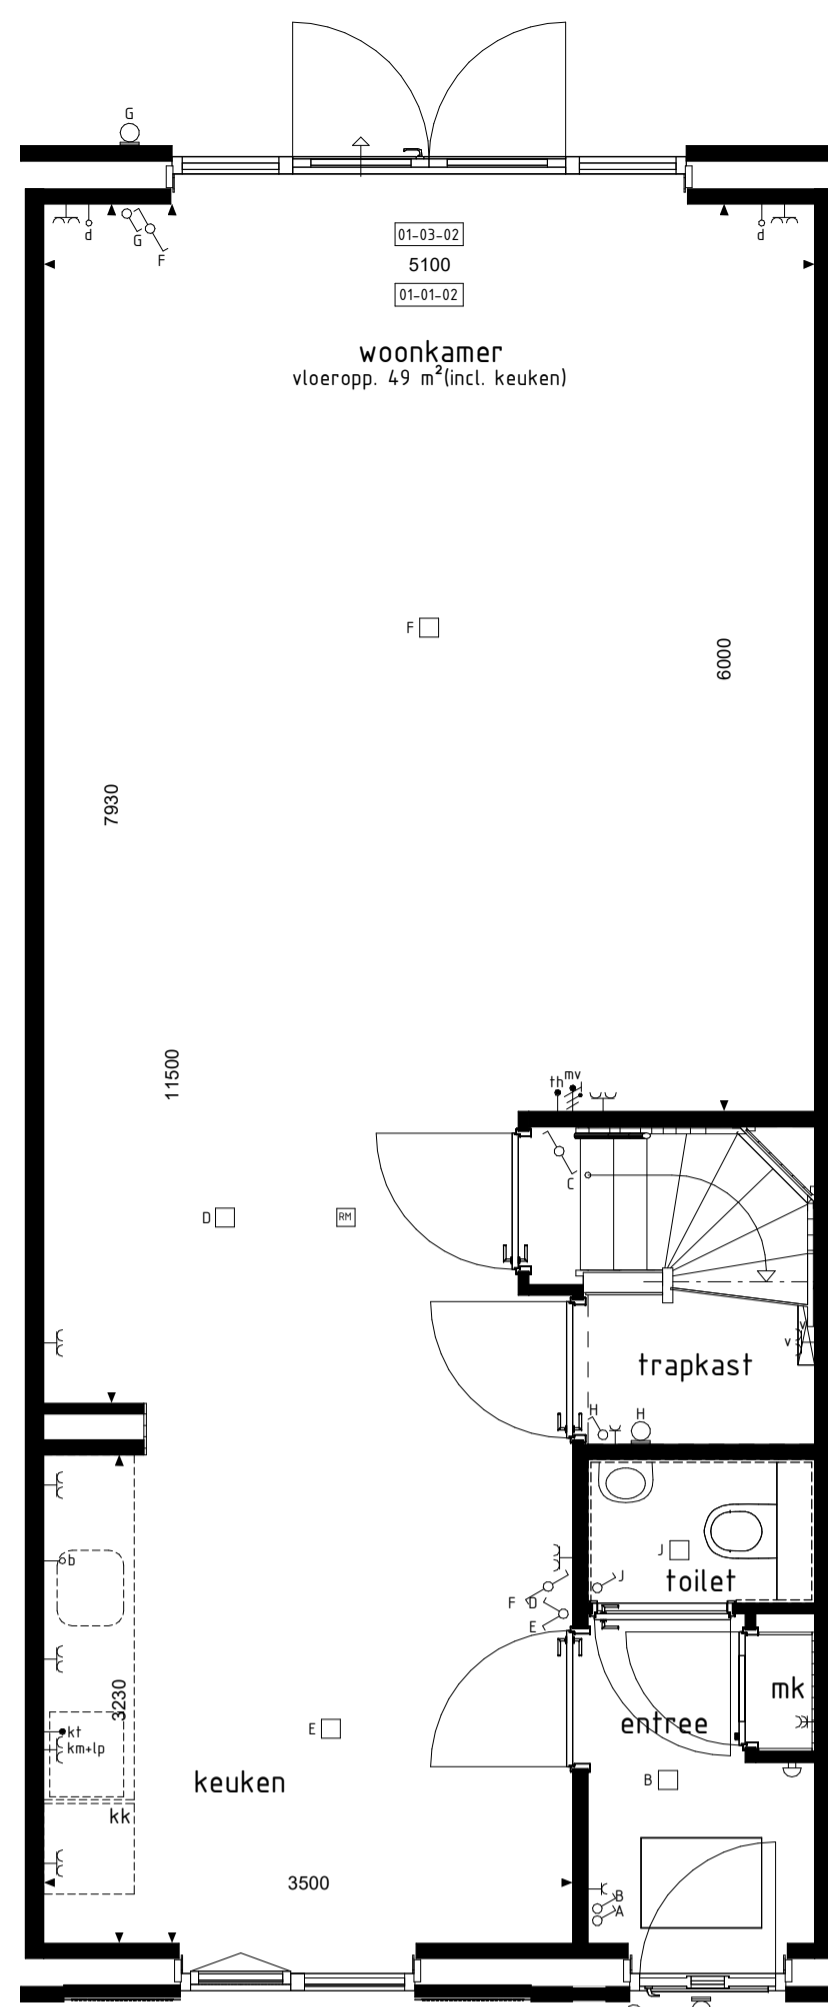 G
d
G
F
01-03-02
5100
01-01-02
d
woonkamer
vloeropp. 49 m²(incl. keuken)
F
6000
7930
11500
th
mv
C
D
RM
v
v
trapkast
H
H
b
J
J
toilet
F D
E
3230
kt
km+lp
E
entree
mk
keuken
B
kk
3500
B
A